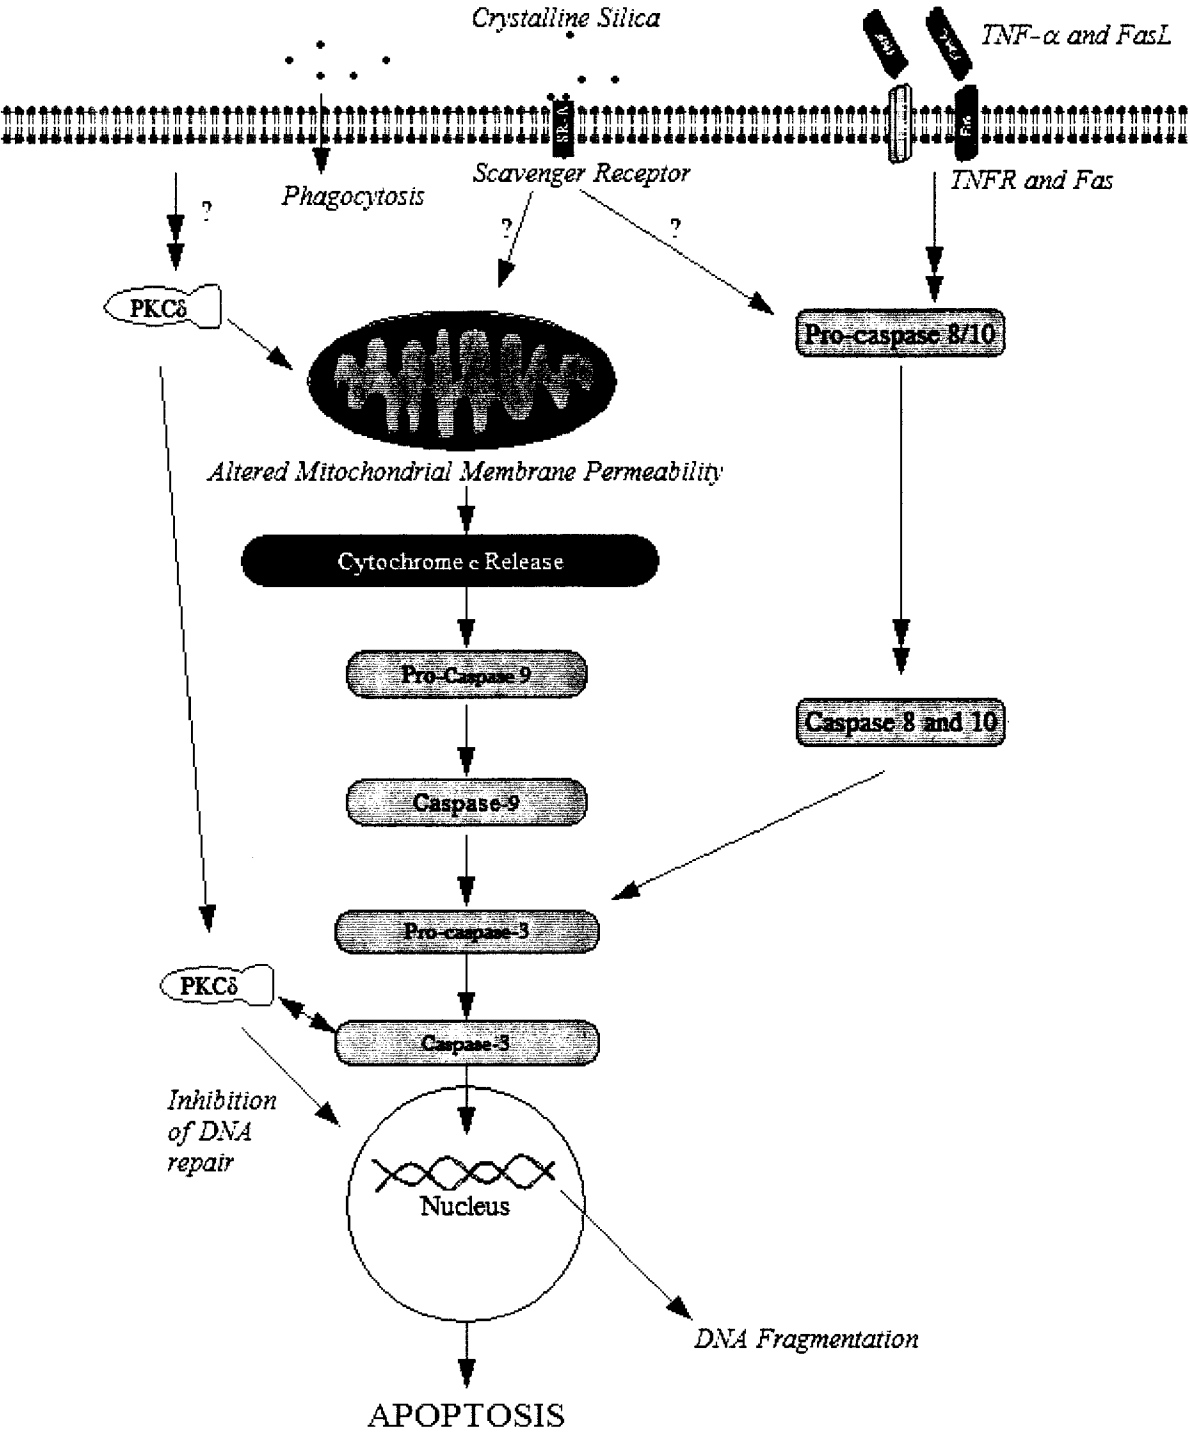 Crystalline Silica
TNF-α and FasL
SR-A
Fas
Phagocytosis
Scavenger Receptor
TNFR and Fas
?
?
?
PKCδ
Pro-caspase 8/10
Altered Mitochondrial Membrane Permeability
Cytochrome c Release
Pro-Caspase 9
Caspase 8 and 10
Caspase-9
Pro-caspase-3
PKCδ
Caspase-3
Inhibition
of DNA
repair
Nucleus
DNA Fragmentation
APOPTOSIS